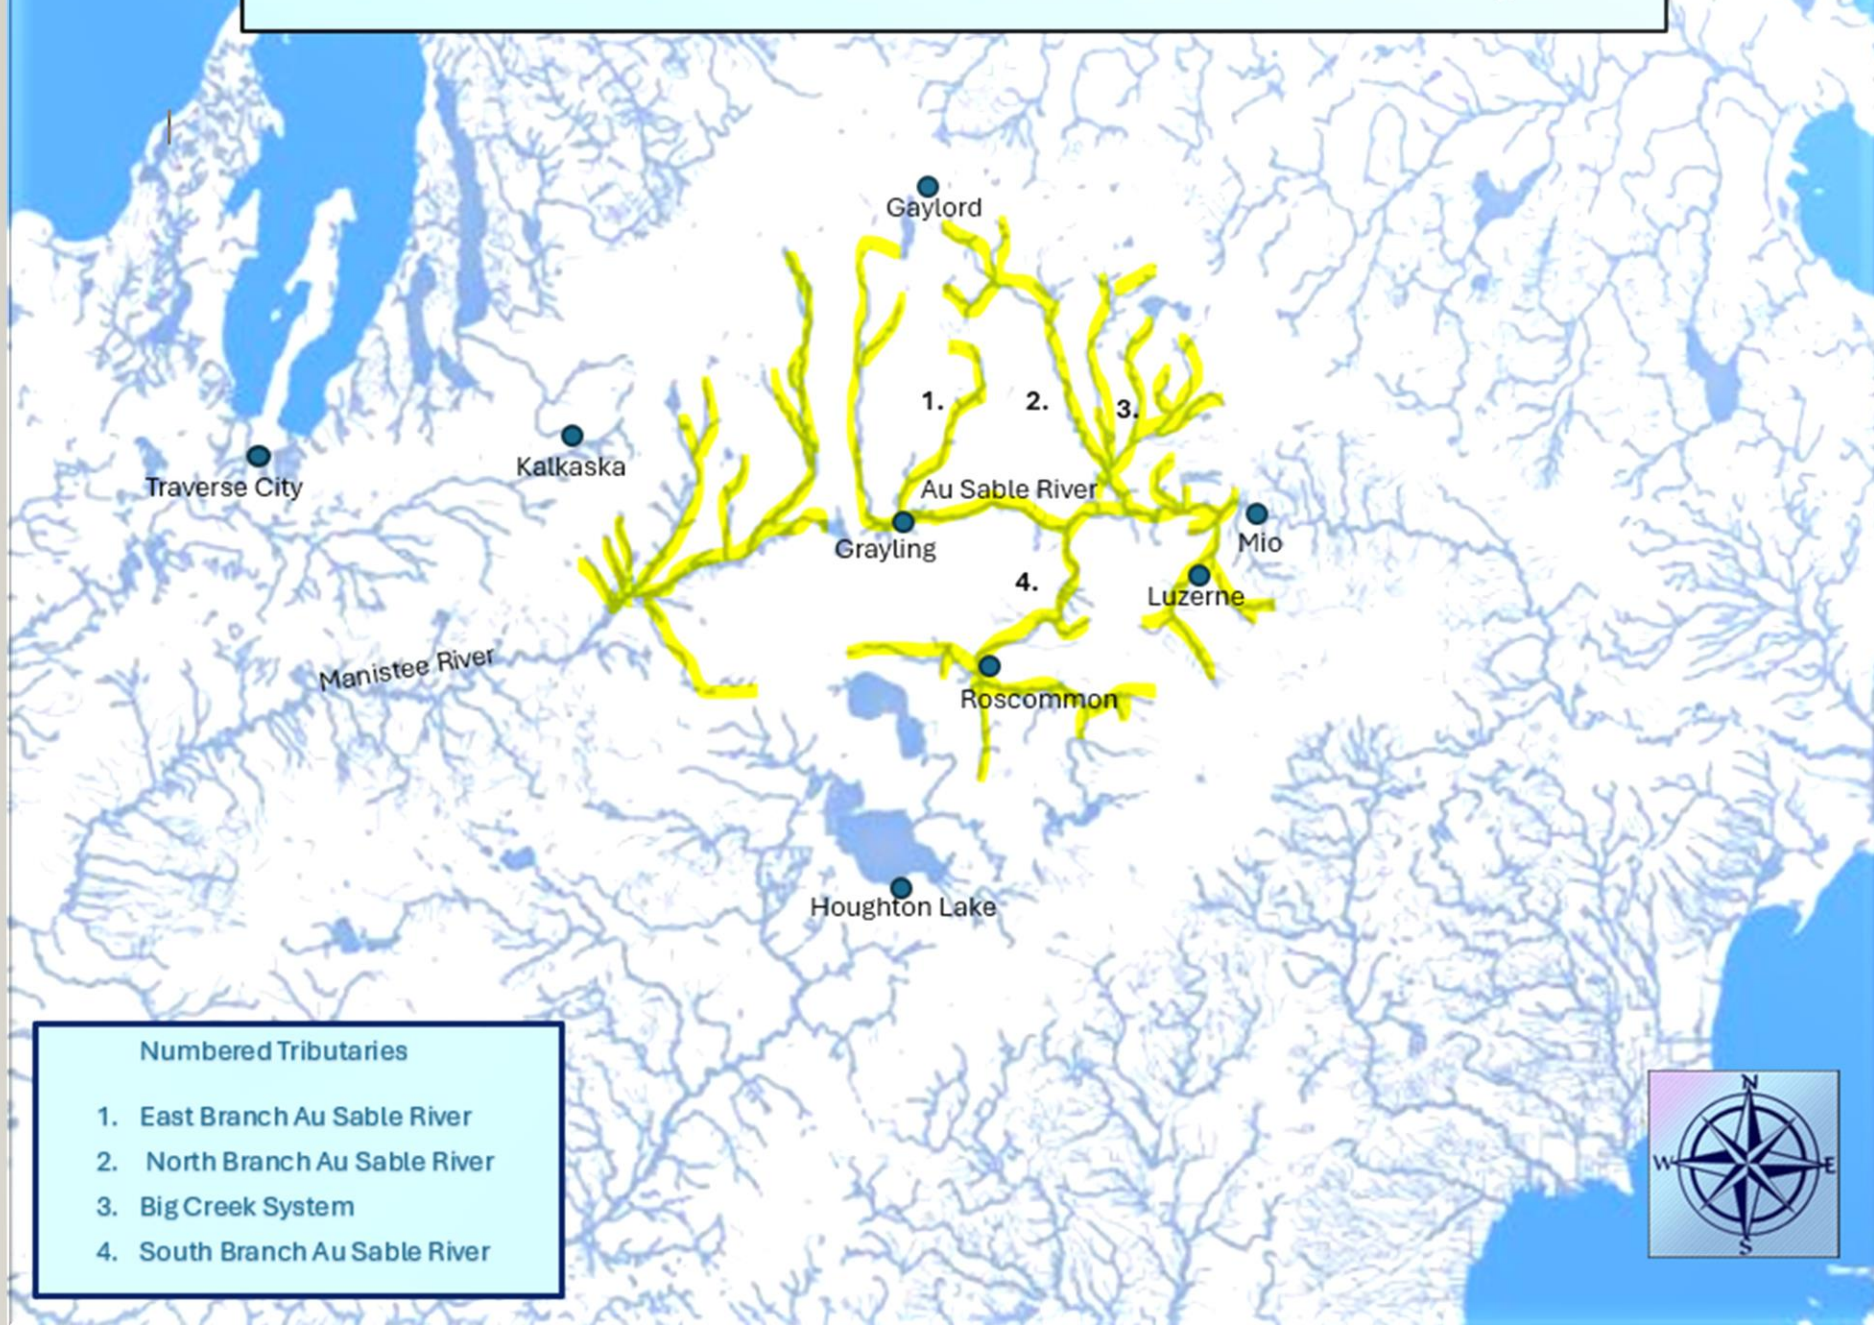 Gaylord
1.
2.
3.
Kalkaska
Traverse City
Au Sable River
Grayling
Mio
4.
Luzerne
Manistee River
Roscommon
Houghton Lake
Numbered Tributaries
1. East Branch Au Sable River
2. North Branch Au Sable River
3. Big Creek System
4. South Branch Au Sable River
N
W E
S